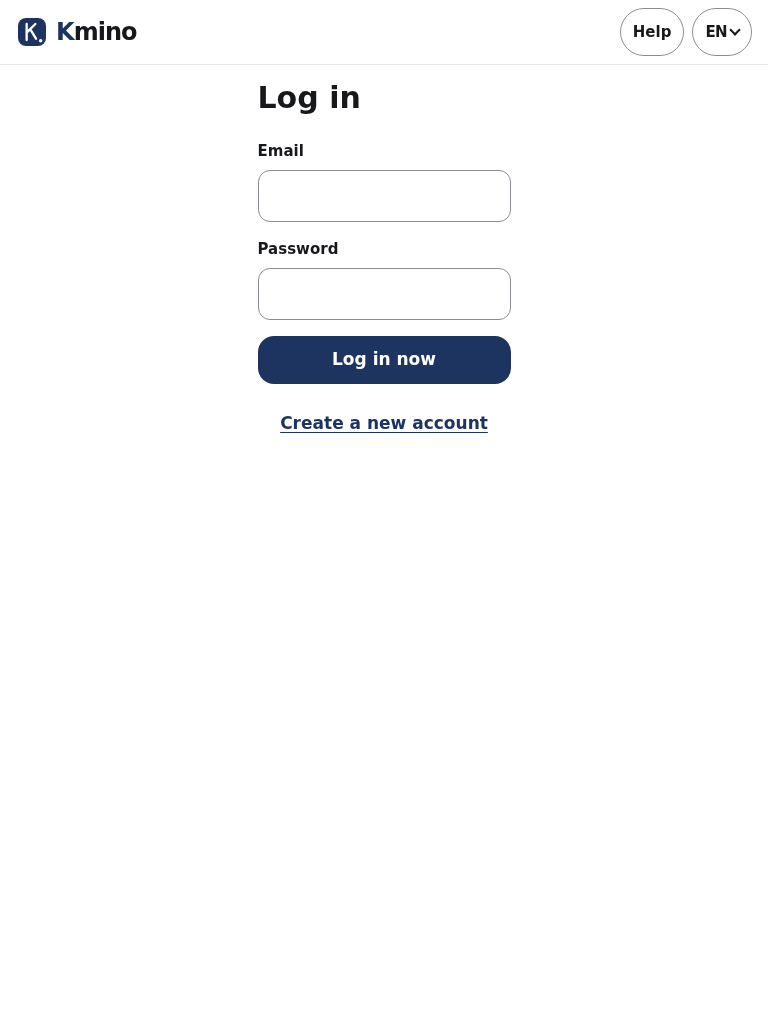 K. Kmino
Help
EN
Log in
Email
Password
Log in now
Create a new account